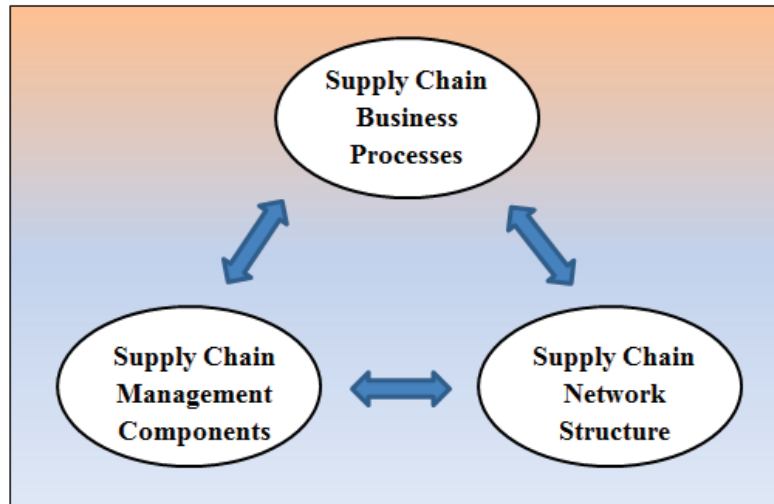 Supply Chain
Business
Processes
Supply Chain
Management
Components
Supply Chain
Network
Structure